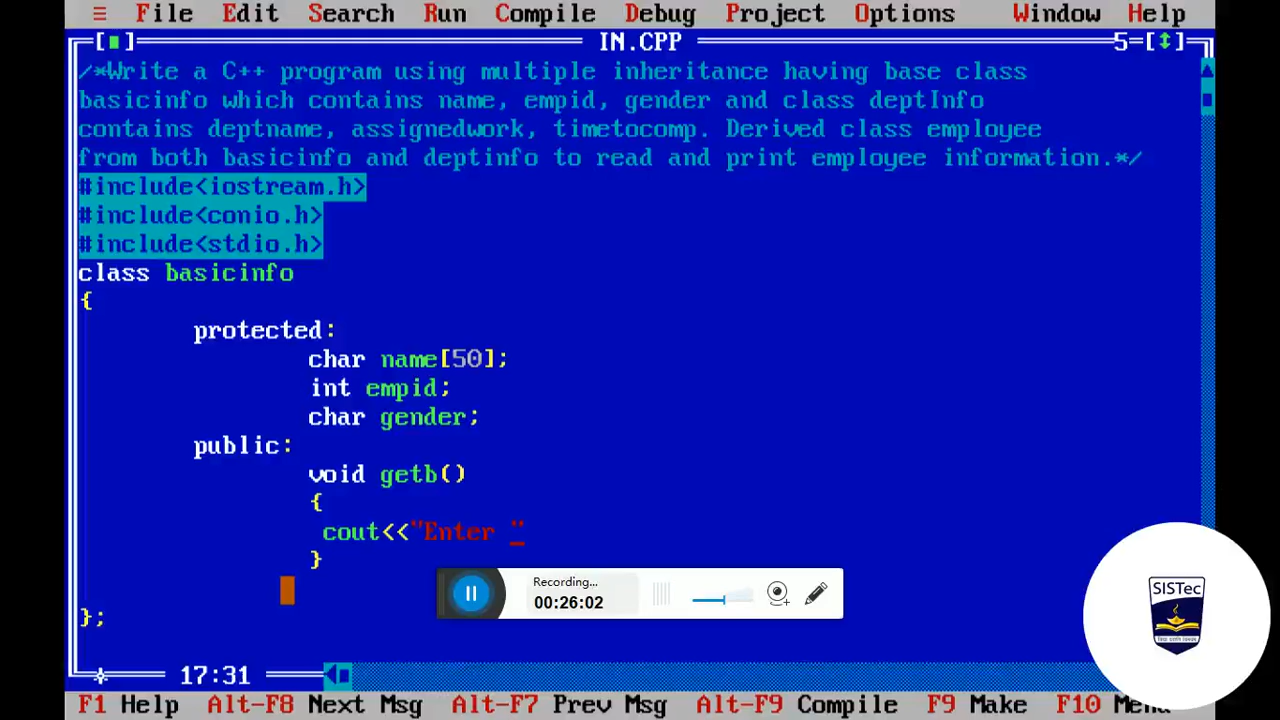 ≡ File Edit Search Run Compile Debug Project Options Window Help
[■] IN.CPP 5=[↕]
/*Write a C++ program using multiple inheritance having base class
basicinfo which contains name, empid, gender and class deptInfo
contains deptname, assignedwork, timetocomp. Derived class employee
from both basicinfo and deptinfo to read and print employee information.*/
#include<iostream.h>
#include<conio.h>
#include<stdio.h>
class basicinfo
{
protected:
char name[50];
int empid;
char gender;
public:
void getb()
{
cout<<"Enter "
}
};
Recording...
00:26:02
SISTec
17:31
F1 Help Alt-F8 Next Msg Alt-F7 Prev Msg Alt-F9 Compile F9 Make F10 Menu